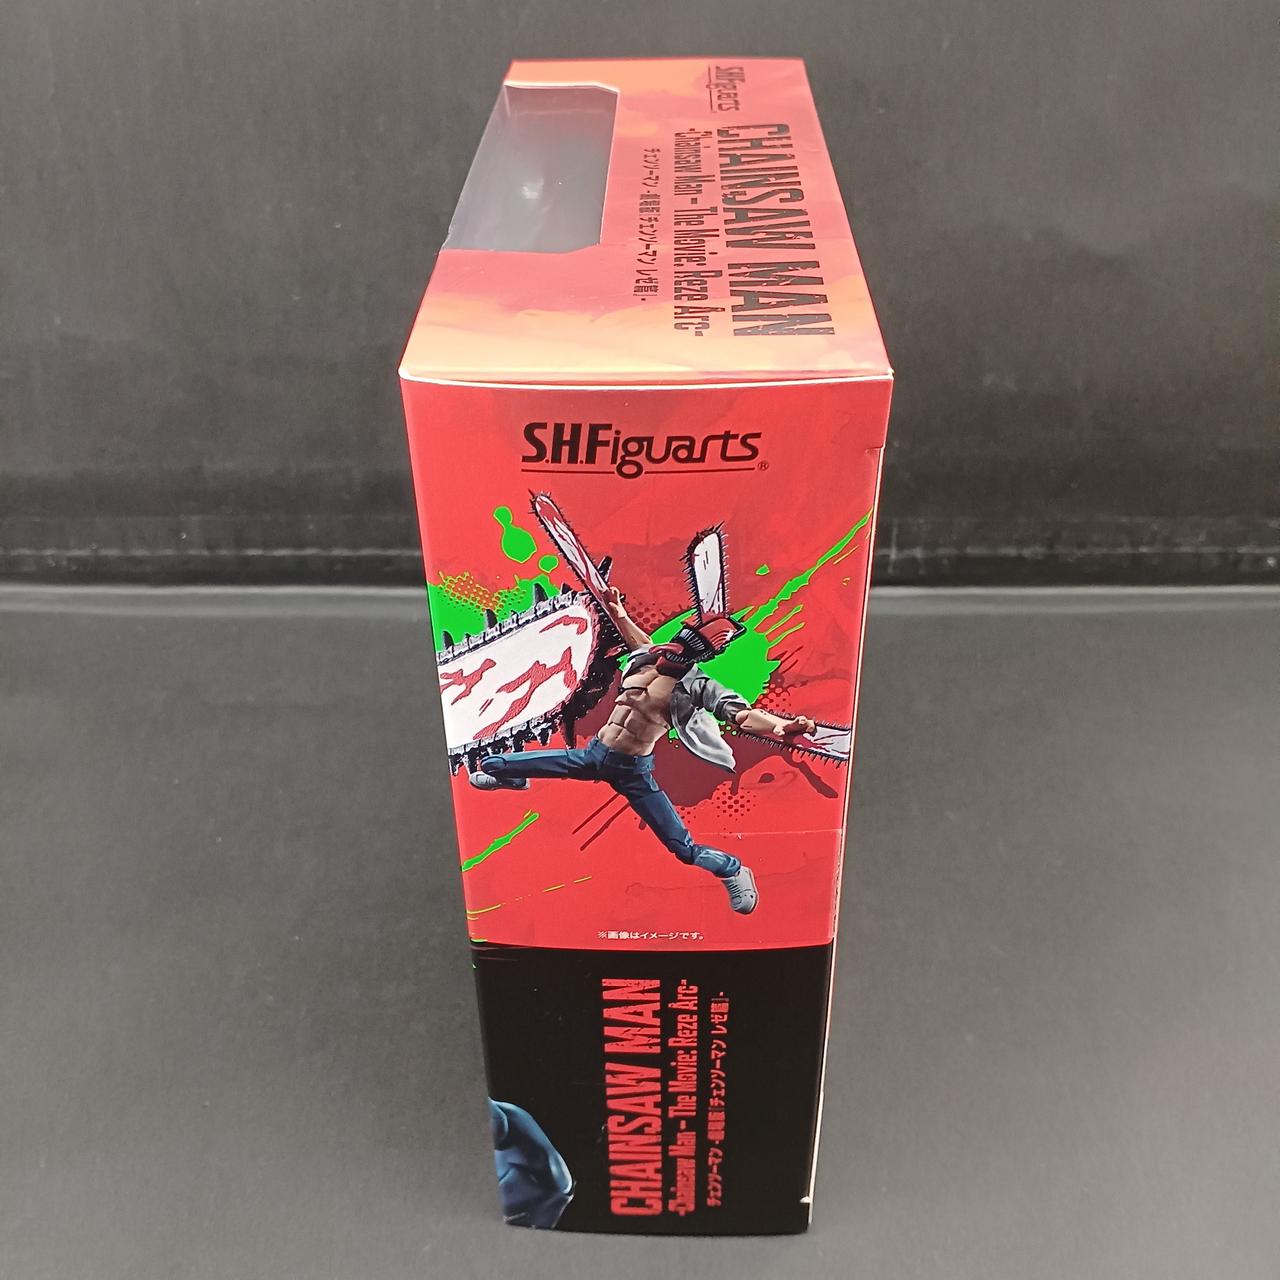 S.H.Figuarts
CHAINSAW MAN
-Chainsaw Man - The Movie: Reze Arc-
チェンソーマン -劇場版『チェンソーマン レゼ篇』-
S.H.Figuarts®
※画像はイメージです。
CHAINSAW MAN
-Chainsaw Man - The Movie: Reze Arc-
チェンソーマン -劇場版『チェンソーマン レゼ篇』-